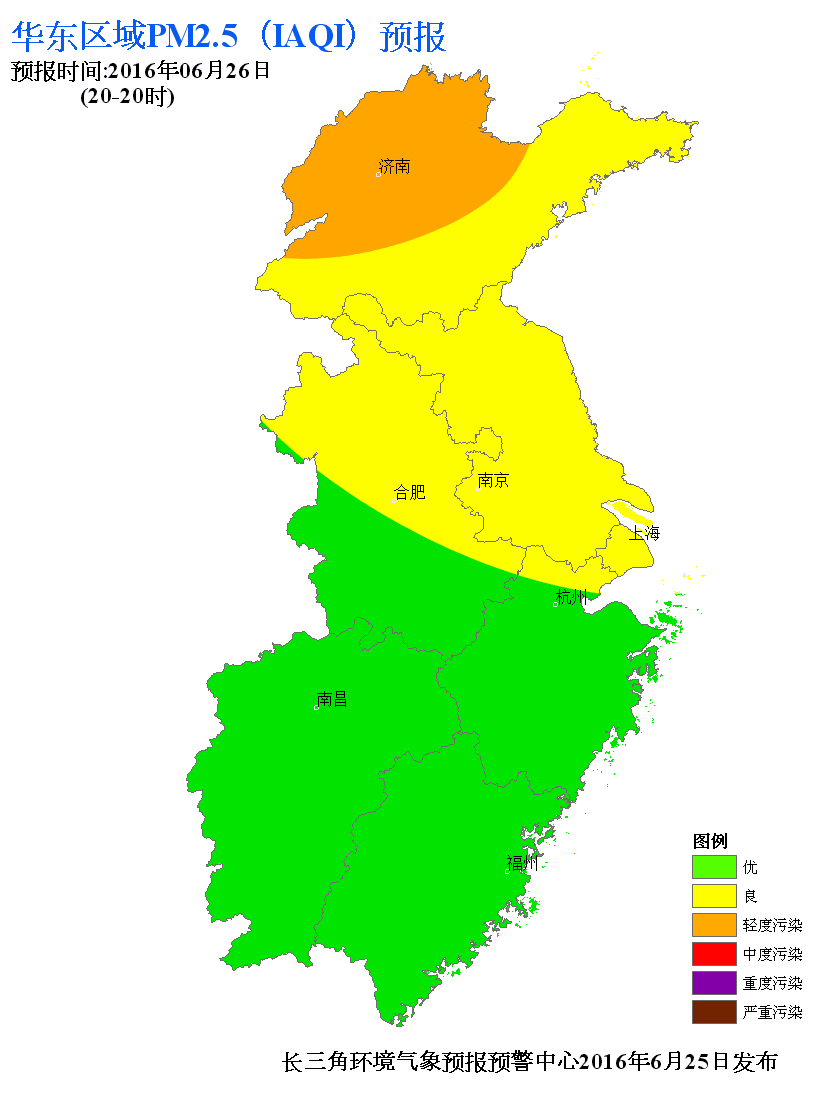 华东区域PM2.5（IAQI）预报
预报时间:2016年06月26日
(20-20时)
济南
合肥
南京
上海
杭州
南昌
福州
图例
优
良
轻度污染
中度污染
重度污染
严重污染
长三角环境气象预报预警中心2016年6月25日发布